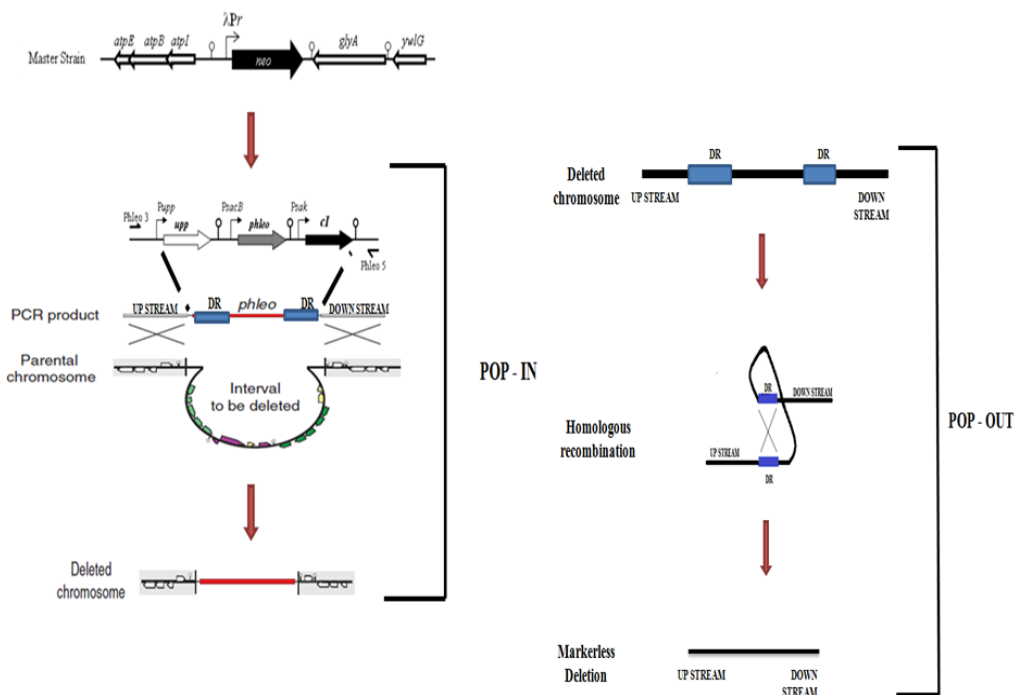 λPr
atpE atpB atpI glyA ywlG
Master Strain
neo
Pupp PsacB Pnak
Phleo 3 upp phleo cI
Phleo 5
UP STREAM DR phleo DR DOWN STREAM
PCR product
Parental
chromosome
Interval
to be deleted
Deleted
chromosome
POP - IN
DR DR
Deleted
chromosome
UP STREAM DOWN
STREAM
DR DOWN STREAM
Homologous
recombination
UP STREAM
DR
POP - OUT
Markerless
Deletion
UP STREAM DOWN
STREAM